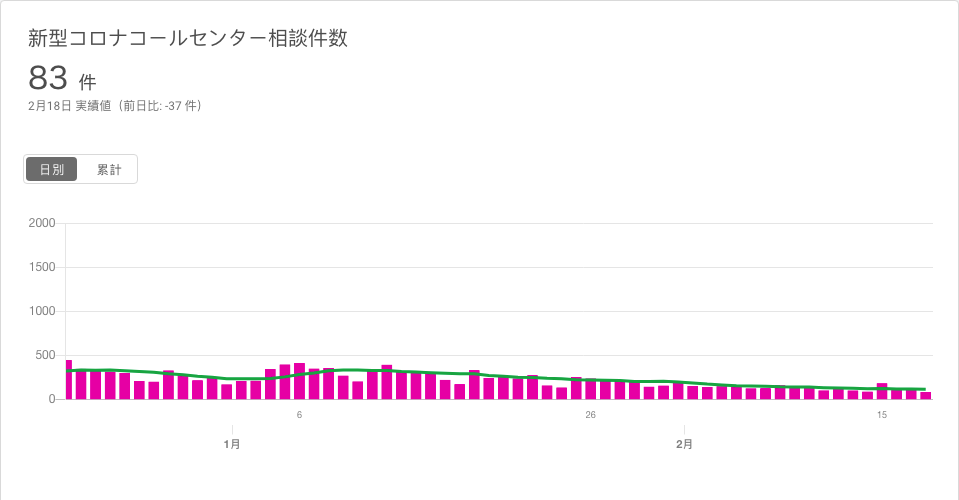 新型コロナコールセンター相談件数
83 件
2月18日 実績値（前日比: -37 件）
日別 累計
2000
1500
1000
500
0
6 26 15
1月 2月